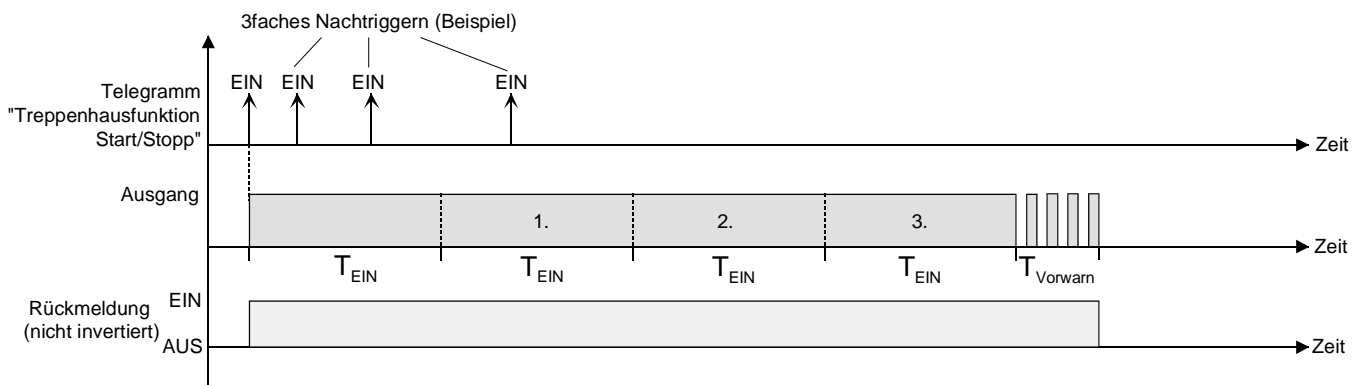 3faches Nachtriggern (Beispiel)
EIN EIN EIN EIN
Telegramm
"Treppenhausfunktion
Start/Stopp"
Zeit
Ausgang
1. 2. 3.
Zeit
TEIN TEIN TEIN TEIN TVorwarn
EIN
Rückmeldung
(nicht invertiert)
AUS
Zeit